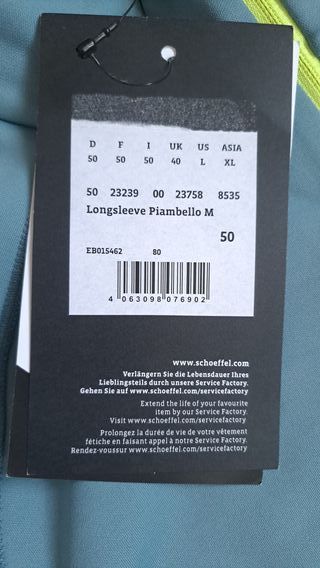 D F I UK US ASIA
50 50 50 40 L XL
50 23239 00 23758 8535
Longsleeve Piambello M
50
EB015462 80
4 063098 076902
www.schoeffel.com
Verlängern Sie die Lebensdauer Ihres
Lieblingsteils durch unsere Service Factory.
Gehen Sie auf www.schoeffel.com/servicefactory
Extend the life of your favourite
item by our Service Factory.
Visit www.schoeffel.com/servicefactory
Prolongez la durée de vie de votre vêtement
fétiche en faisant appel à notre Service Factory.
Rendez-voussur www.schoeffel.com/servicefactory